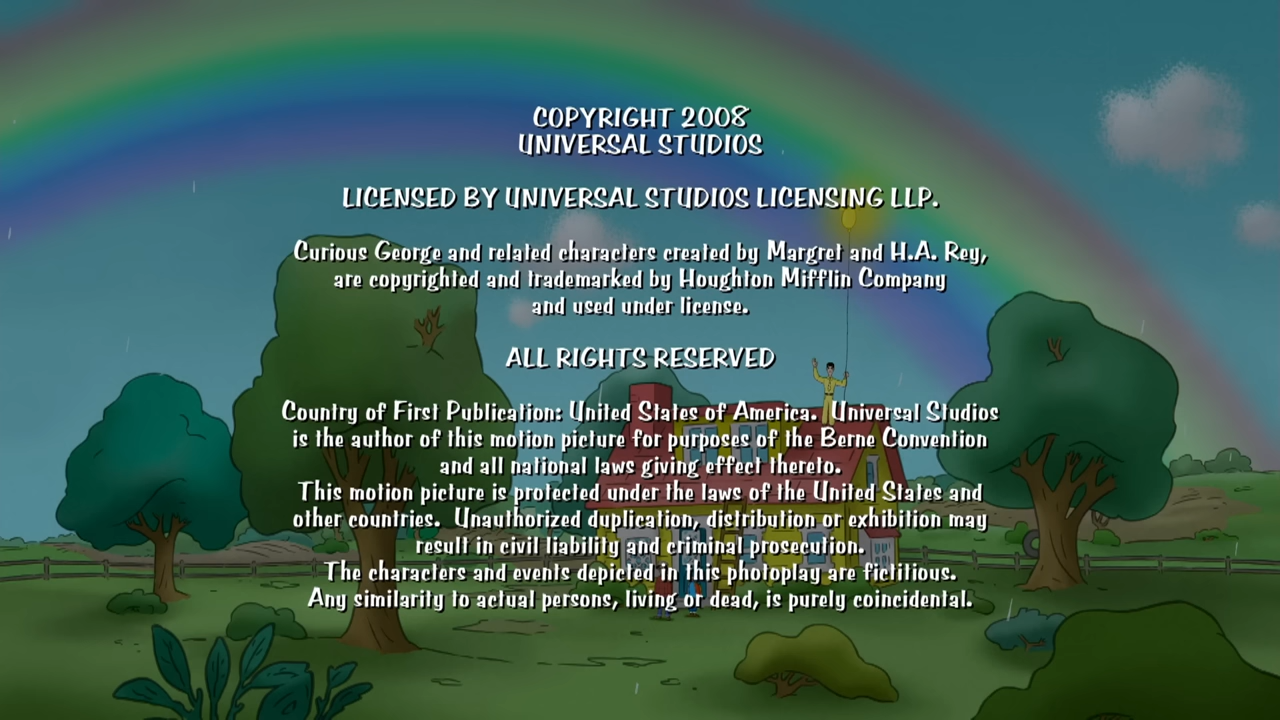 COPYRIGHT 2008
UNIVERSAL STUDIOS
LICENSED BY UNIVERSAL STUDIOS LICENSING LLP.
Curious George and related characters created by Margret and H.A. Rey,
are copyrighted and trademarked by Houghton Mifflin Company
and used under license.
ALL RIGHTS RESERVED
Country of First Publication: United States of America. Universal Studios
is the author of this motion picture for purposes of the Berne Convention
and all national laws giving effect thereto.
This motion picture is protected under the laws of the United States and
other countries. Unauthorized duplication, distribution or exhibition may
result in civil liability and criminal prosecution.
The characters and events depicted in this photoplay are fictitious.
Any similarity to actual persons, living or dead, is purely coincidental.